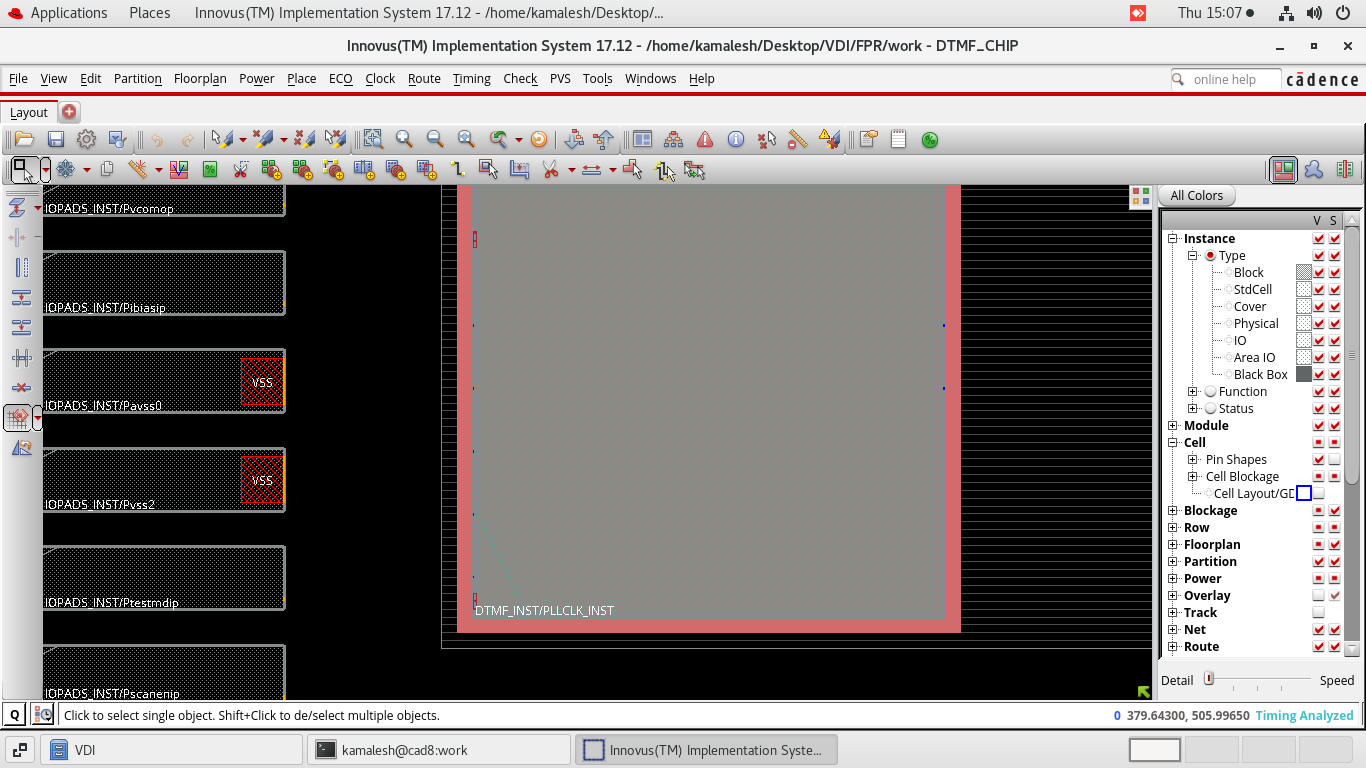 Applications Places Innovus(TM) Implementation System 17.12 - /home/kamalesh/Desktop/... Thu 15:07
Innovus(TM) Implementation System 17.12 - /home/kamalesh/Desktop/VDI/FPR/work - DTMF_CHIP
File View Edit Partition Floorplan Power Place ECO Clock Route Timing Check PVS Tools Windows Help online help cādence
Layout
All Colors
V S
IOPADS_INST/Pvcomop
IOPADS_INST/Pibiasip
VSS
IOPADS_INST/Pavss0
VSS
IOPADS_INST/Pvss2
IOPADS_INST/Ptestmdip
IOPADS_INST/Pscanenip
DTMF_INST/PLLCLK_INST
Instance
Type
Block
StdCell
Cover
Physical
IO
Area IO
Black Box
Function
Status
Module
Cell
Pin Shapes
Cell Blockage
Cell Layout/GD
Blockage
Row
Floorplan
Partition
Power
Overlay
Track
Net
Route
Detail Speed
Q Click to select single object. Shift+Click to de/select multiple objects. 0 379.64300, 505.99650 Timing Analyzed
VDI kamalesh@cad8:work Innovus(TM) Implementation Syste...